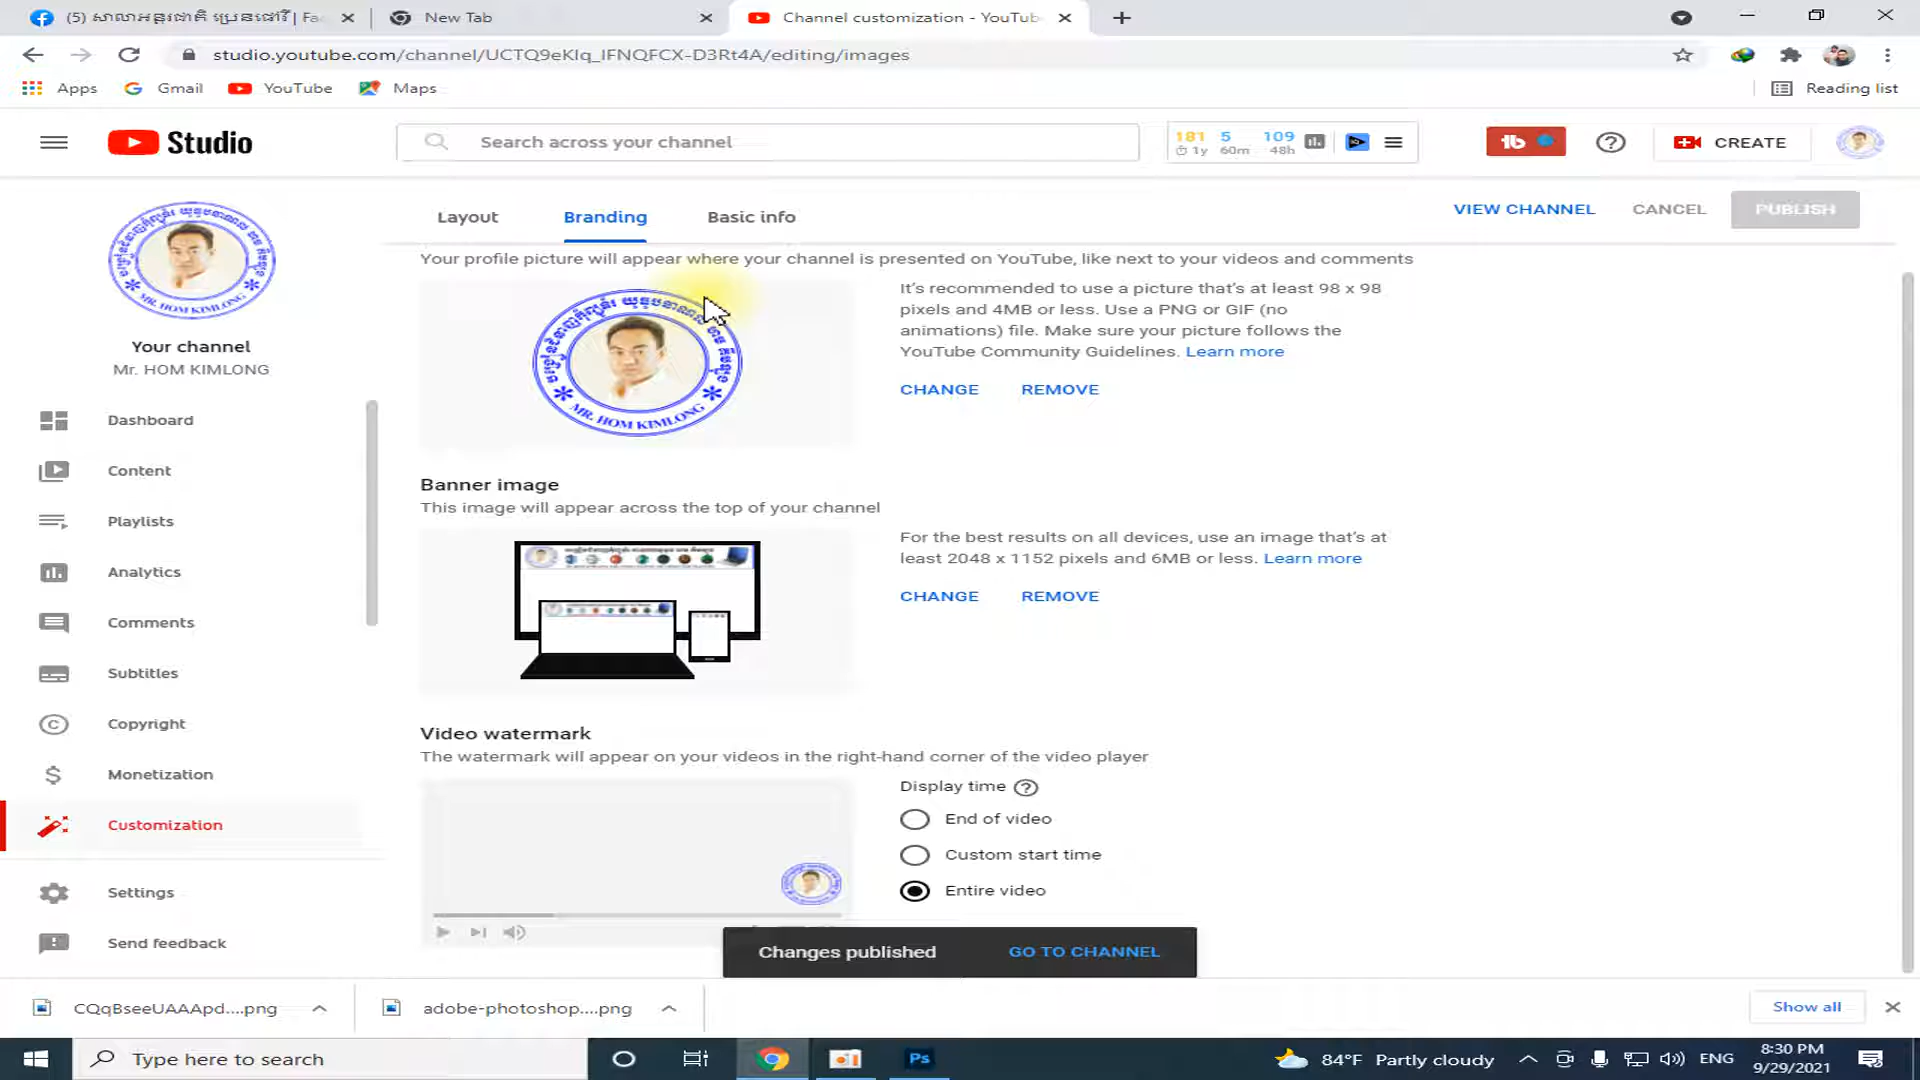 (5) សាលាអន្តរជាតិ ប្រេនដៅរី | Fac
New Tab
Channel customization - YouTub
studio.youtube.com/channel/UCTQ9eKIq_IFNQFCX-D3Rt4A/editing/images
Apps
Gmail
YouTube
Maps
Reading list
Studio
Search across your channel
181 5 109
1y 60m 48h
CREATE
Layout
Branding
Basic info
VIEW CHANNEL
CANCEL
PUBLISH
MR. HOM KIMLONG
Your channel
Mr. HOM KIMLONG
Dashboard
Content
Playlists
Analytics
Comments
Subtitles
Copyright
Monetization
Customization
Settings
Send feedback
Your profile picture will appear where your channel is presented on YouTube, like next to your videos and comments
MR. HOM KIMLONG
It's recommended to use a picture that's at least 98 x 98
pixels and 4MB or less. Use a PNG or GIF (no
animations) file. Make sure your picture follows the
YouTube Community Guidelines. Learn more
CHANGE
REMOVE
Banner image
This image will appear across the top of your channel
For the best results on all devices, use an image that's at
least 2048 x 1152 pixels and 6MB or less. Learn more
CHANGE
REMOVE
Video watermark
The watermark will appear on your videos in the right-hand corner of the video player
Display time
End of video
Custom start time
Entire video
Changes published
GO TO CHANNEL
CQqBseeUAAApd....png
adobe-photoshop....png
Show all
Type here to search
Ps
84°F Partly cloudy
ENG
8:30 PM
9/29/2021